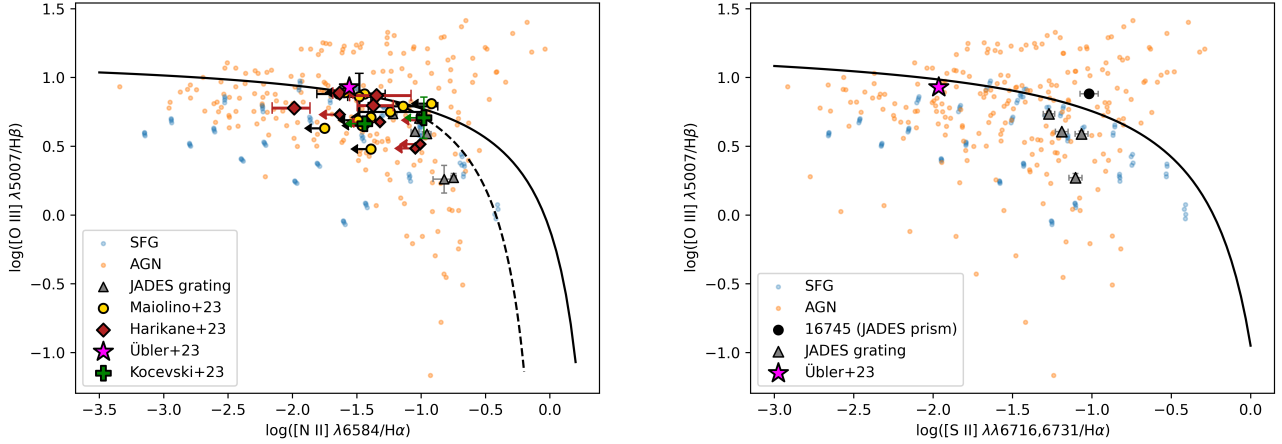 log([O III] λ5007/Hβ)
1.5
1.0
0.5
0.0
−0.5
−1.0
SFG
AGN
JADES grating
Maiolino+23
Harikane+23
Übler+23
Kocevski+23
−3.5 −3.0 −2.5 −2.0 −1.5 −1.0 −0.5 0.0
log([N II] λ6584/Hα)
log([O III] λ5007/Hβ)
1.5
1.0
0.5
0.0
−0.5
−1.0
SFG
AGN
16745 (JADES prism)
JADES grating
Übler+23
−3.0 −2.5 −2.0 −1.5 −1.0 −0.5 0.0
log([S II] λλ6716,6731/Hα)